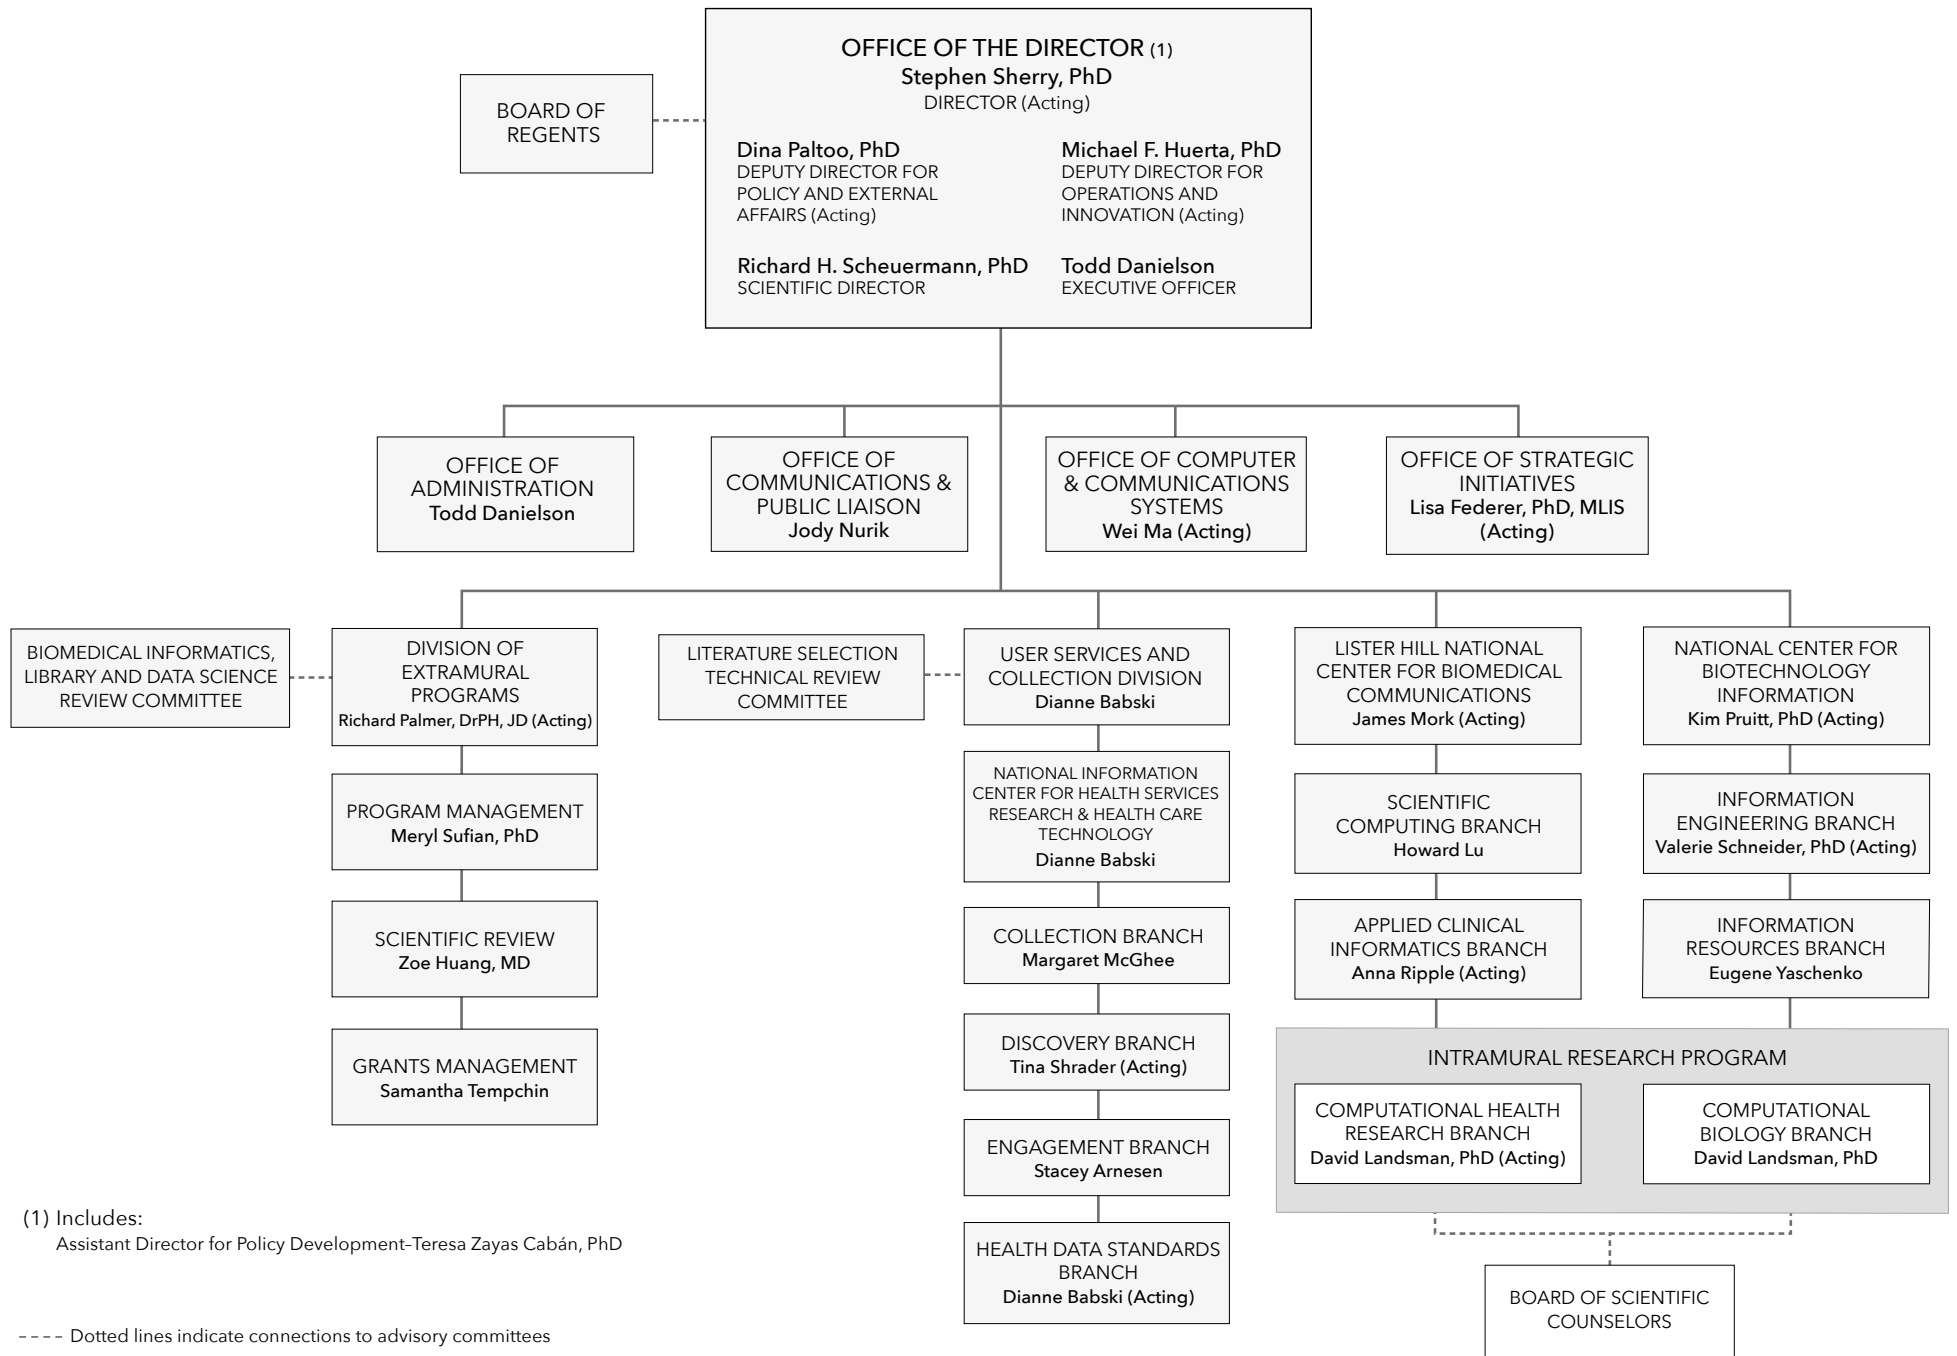 OFFICE OF THE DIRECTOR (1)
Stephen Sherry, PhD
DIRECTOR (Acting)
BOARD OF
REGENTS
Dina Paltoo, PhD
DEPUTY DIRECTOR FOR
POLICY AND EXTERNAL
AFFAIRS (Acting)
Michael F. Huerta, PhD
DEPUTY DIRECTOR FOR
OPERATIONS AND
INNOVATION (Acting)
Richard H. Scheuermann, PhD
SCIENTIFIC DIRECTOR
Todd Danielson
EXECUTIVE OFFICER
OFFICE OF
ADMINISTRATION
Todd Danielson
OFFICE OF
COMMUNICATIONS &
PUBLIC LIAISON
Jody Nurik
OFFICE OF COMPUTER
& COMMUNICATIONS
SYSTEMS
Wei Ma (Acting)
OFFICE OF STRATEGIC
INITIATIVES
Lisa Federer, PhD, MLIS
(Acting)
BIOMEDICAL INFORMATICS,
LIBRARY AND DATA SCIENCE
REVIEW COMMITTEE
DIVISION OF
EXTRAMURAL
PROGRAMS
Richard Palmer, DrPH, JD (Acting)
PROGRAM MANAGEMENT
Meryl Sufian, PhD
SCIENTIFIC REVIEW
Zoe Huang, MD
GRANTS MANAGEMENT
Samantha Tempchin
LITERATURE SELECTION
TECHNICAL REVIEW
COMMITTEE
USER SERVICES AND
COLLECTION DIVISION
Dianne Babski
NATIONAL INFORMATION
CENTER FOR HEALTH SERVICES
RESEARCH & HEALTH CARE
TECHNOLOGY
Dianne Babski
COLLECTION BRANCH
Margaret McGhee
DISCOVERY BRANCH
Tina Shrader (Acting)
ENGAGEMENT BRANCH
Stacey Arnesen
HEALTH DATA STANDARDS
BRANCH
Dianne Babski (Acting)
LISTER HILL NATIONAL
CENTER FOR BIOMEDICAL
COMMUNICATIONS
James Mork (Acting)
SCIENTIFIC
COMPUTING BRANCH
Howard Lu
APPLIED CLINICAL
INFORMATICS BRANCH
Anna Ripple (Acting)
NATIONAL CENTER FOR
BIOTECHNOLOGY
INFORMATION
Kim Pruitt, PhD (Acting)
INFORMATION
ENGINEERING BRANCH
Valerie Schneider, PhD (Acting)
INFORMATION
RESOURCES BRANCH
Eugene Yaschenko
INTRAMURAL RESEARCH PROGRAM
COMPUTATIONAL HEALTH
RESEARCH BRANCH
David Landsman, PhD (Acting)
COMPUTATIONAL
BIOLOGY BRANCH
David Landsman, PhD
BOARD OF SCIENTIFIC
COUNSELORS
(1) Includes:
Assistant Director for Policy Development–Teresa Zayas Cabán, PhD
---- Dotted lines indicate connections to advisory committees